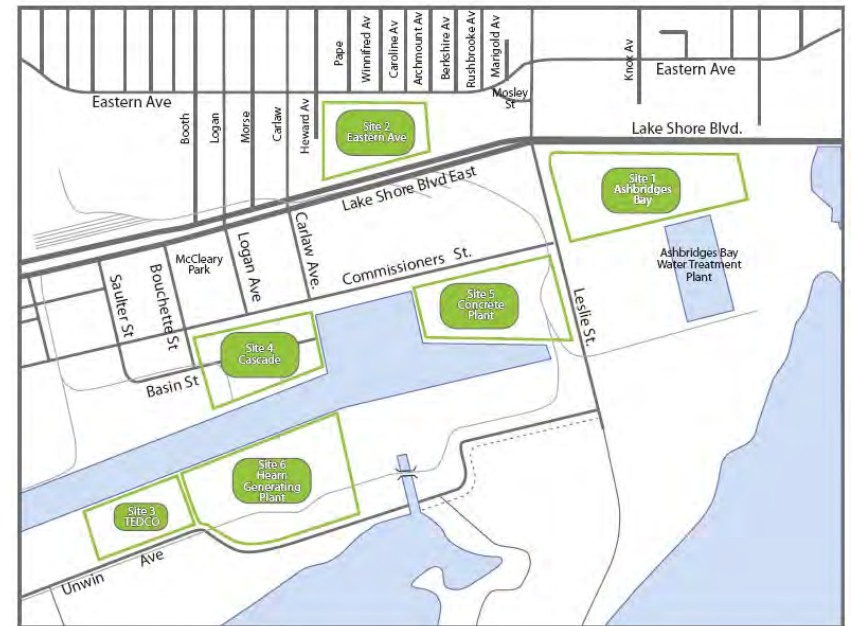 Pape
Winnifred Av
Caroline Av
Archmount Av
Berkshire Av
Rushbrooke Av
Marigold Av
Knox Av
Eastern Ave
Eastern Ave
Mosley
St
Booth
Logan
Morse
Carlaw
Heward Av
Site 2
Eastern Ave
Lake Shore Blvd.
Lake Shore Blvd East
Site 1
Ashbridges
Bay
Ashbridges Bay
Water Treatment
Plant
McCleary
Park
Saulter St
Bouchette St
Logan Ave
Carlaw Ave.
Commissioners St.
Leslie St.
Site 5
Concrete
Plant
Site 4
Cascade
Basin St
Site 6
Hearn
Generating
Plant
Site 3
TEDCO
Unwin Ave